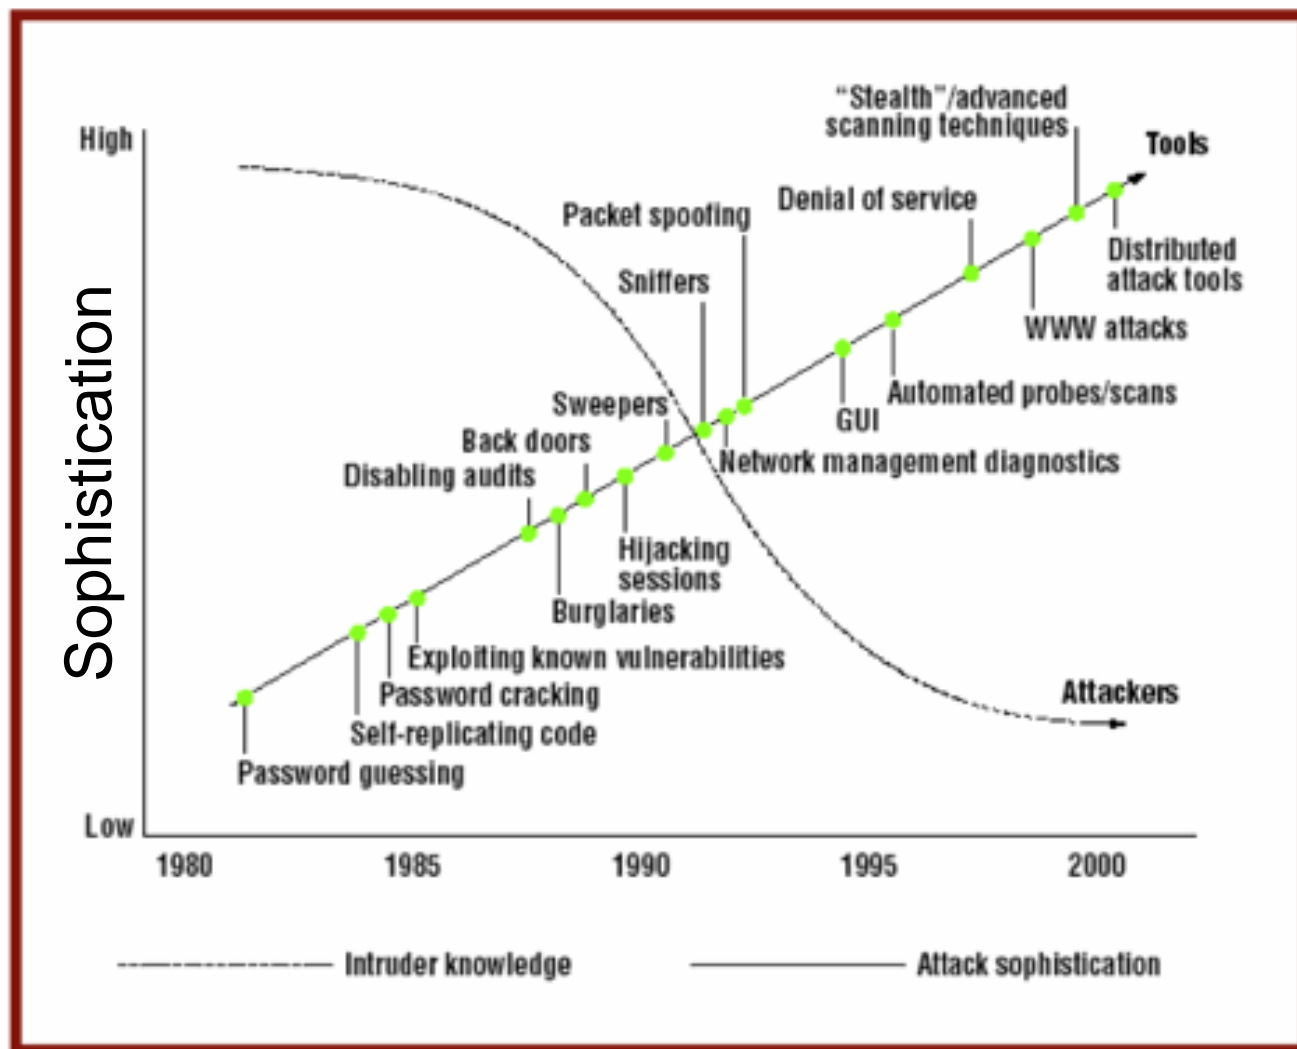 “Stealth”/advanced
scanning techniques
High
Tools
Denial of service
Packet spoofing
Distributed
attack tools
Sniffers
WWW attacks
Automated probes/scans
Sweepers
GUI
Back doors
Network management diagnostics
Disabling audits
Sophistication
Hijacking
sessions
Burglaries
Exploiting known vulnerabilities
Password cracking
Attackers
Self-replicating code
Password guessing
Low
1980 1985 1990 1995 2000
Intruder knowledge Attack sophistication